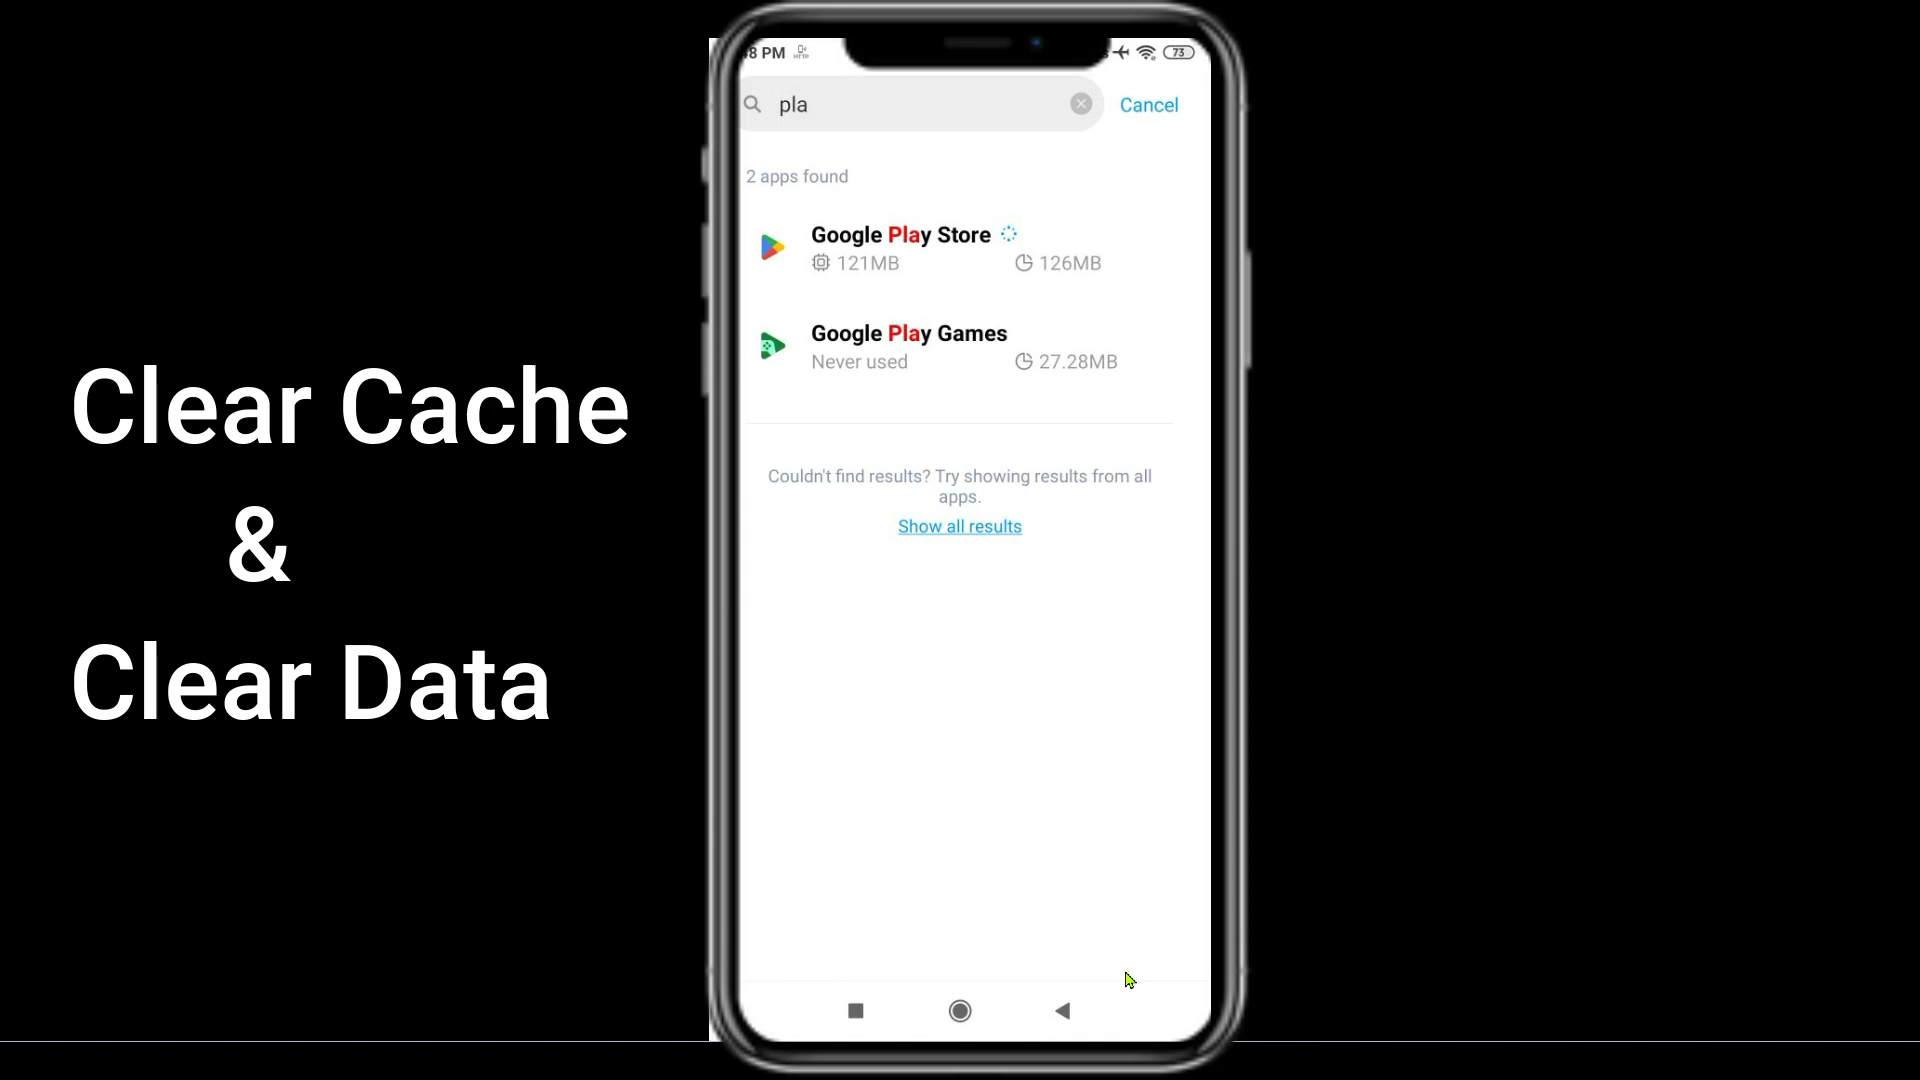 Clear Cache
&
Clear Data
8 PM
73
pla
Cancel
2 apps found
Google Play Store
121MB
126MB
Google Play Games
Never used
27.28MB
Couldn't find results? Try showing results from all
apps.
Show all results